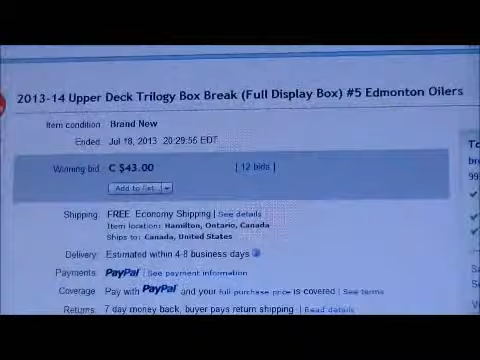 2013-14 Upper Deck Trilogy Box Break (Full Display Box) #5 Edmonton Oilers
Item condition: Brand New
Ended: Jul 18, 2013 20:29:55 EDT
Winning bid: C $43.00 [ 12 bids ]
Add to list
Shipping: FREE Economy Shipping | See details
Item location: Hamilton, Ontario, Canada
Ships to: Canada, United States
Delivery: Estimated within 4-8 business days
Payments: PayPal | See payment information
Coverage: Pay with PayPal and your full purchase price is covered | See terms
Returns: 7 day money back, buyer pays return shipping | Read details